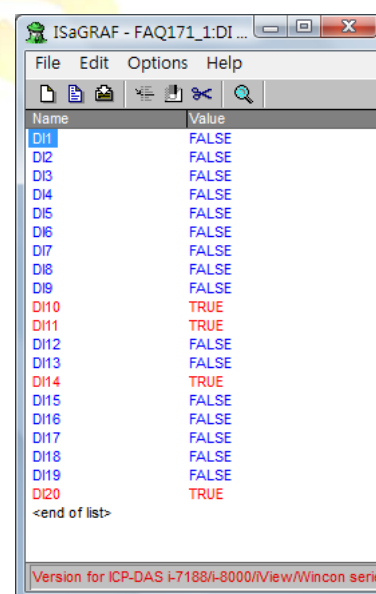 ISaGRAF - FAQ171_1:DI ...
File Edit Options Help
Name Value
DI1 FALSE
DI2 FALSE
DI3 FALSE
DI4 FALSE
DI5 FALSE
DI6 FALSE
DI7 FALSE
DI8 FALSE
DI9 FALSE
DI10 TRUE
DI11 TRUE
DI12 FALSE
DI13 FALSE
DI14 TRUE
DI15 FALSE
DI16 FALSE
DI17 FALSE
DI18 FALSE
DI19 FALSE
DI20 TRUE
<end of list>
Version for ICP-DAS i-7188/i-8000/iView/Wincon serie